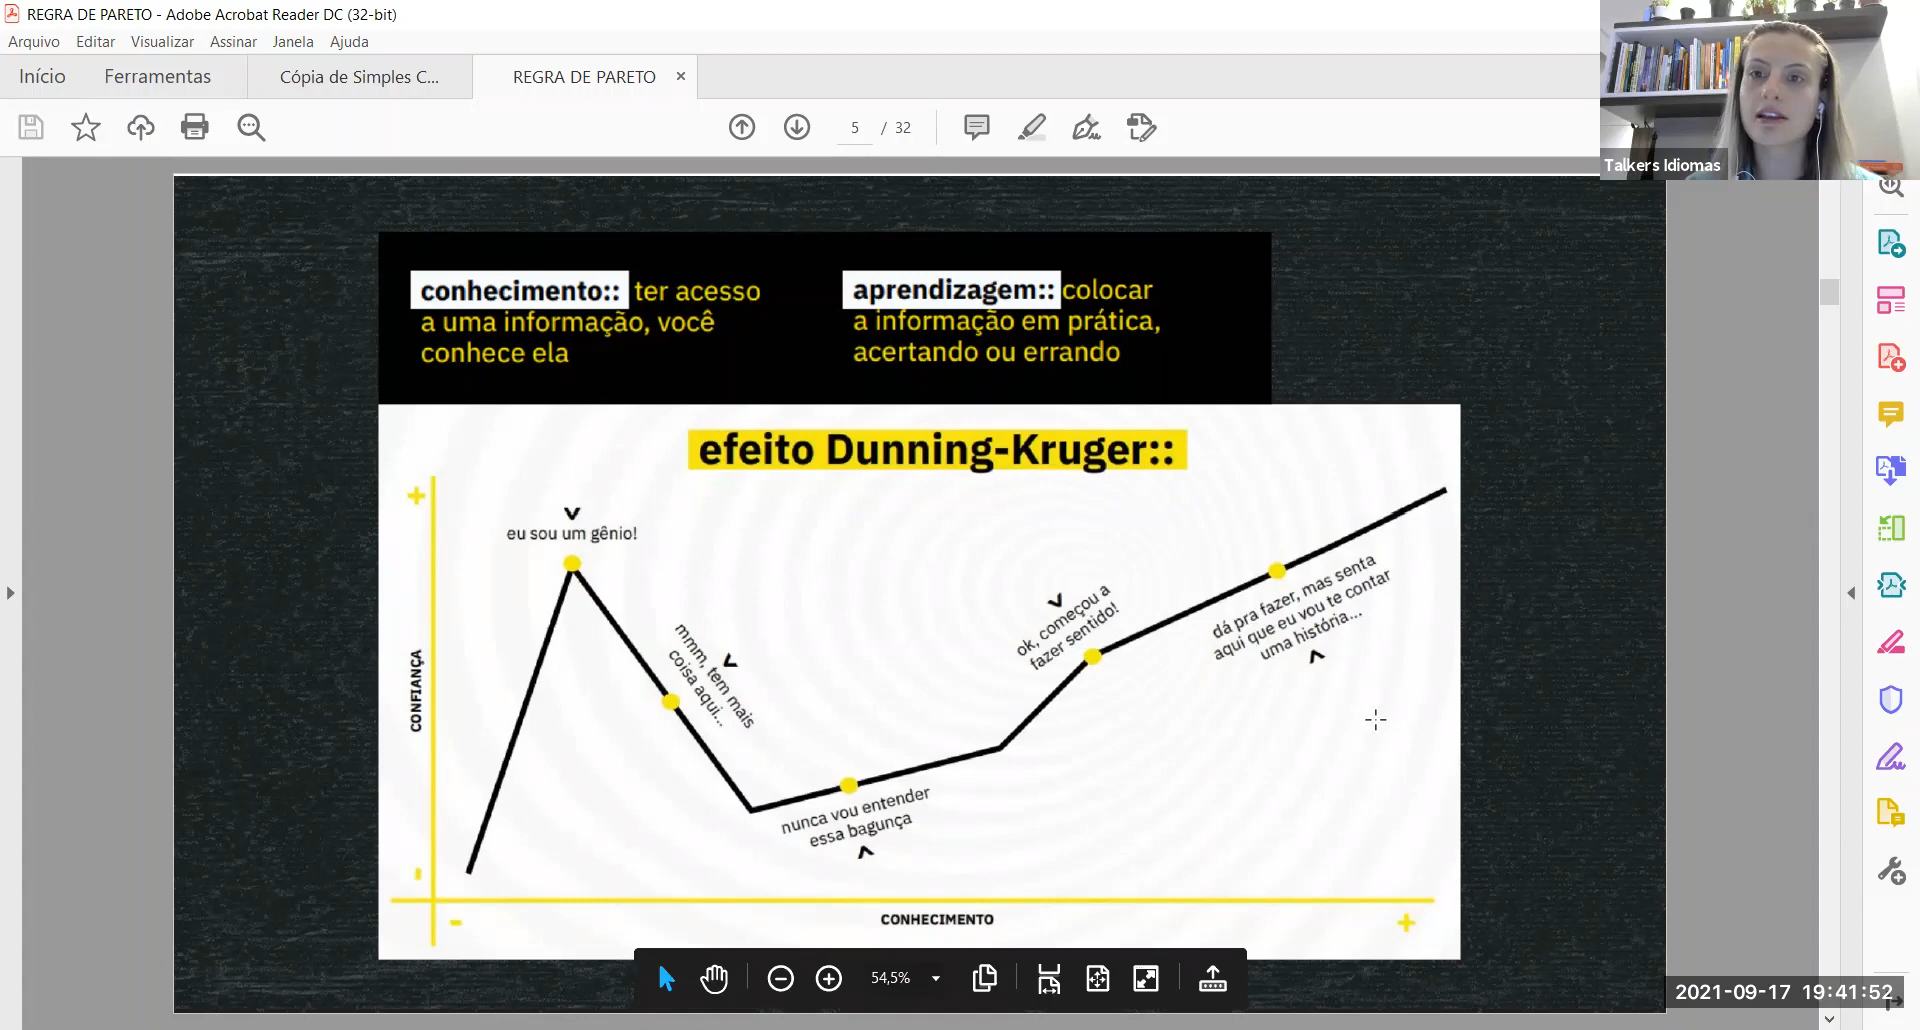 REGRA DE PARETO - Adobe Acrobat Reader DC (32-bit)
Arquivo Editar Visualizar Assinar Janela Ajuda
Início Ferramentas Cópia de Simples C... REGRA DE PARETO ×
5 / 32
Talkers Idiomas
conhecimento:: ter acesso
a uma informação, você
conhece ela
aprendizagem:: colocar
a informação em prática,
acertando ou errando
efeito Dunning-Kruger::
+
eu sou um gênio!
mmm, tem mais
coisa aqui...
nunca vou entender
essa bagunça
ok, começou a
fazer sentido!
dá pra fazer, mas senta
aqui que eu vou te contar
uma história...
CONFIANÇA
-
- CONHECIMENTO +
54,5%
2021-09-17 19:41:52